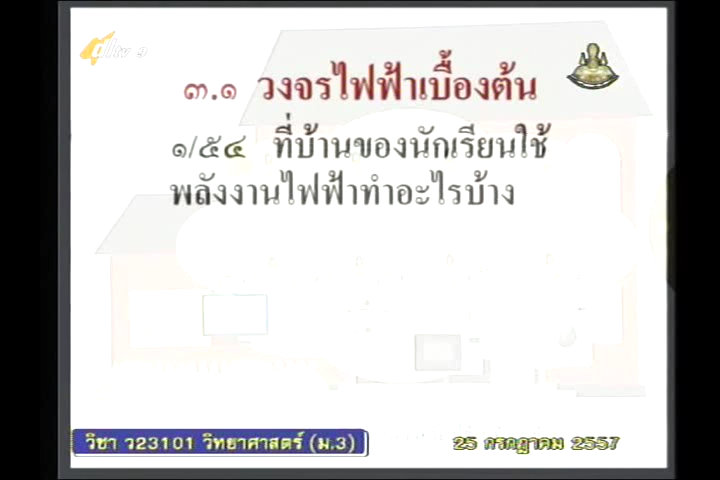 ๓.๑ วงจรไฟฟ้าเบื้องต้น
๑/๕๔ ที่บ้านของนักเรียนใช้
พลังงานไฟฟ้าทำอะไรบ้าง
วิชา ว23101 วิทยาศาสตร์ (ม.3)
25 กรกฎาคม 2557